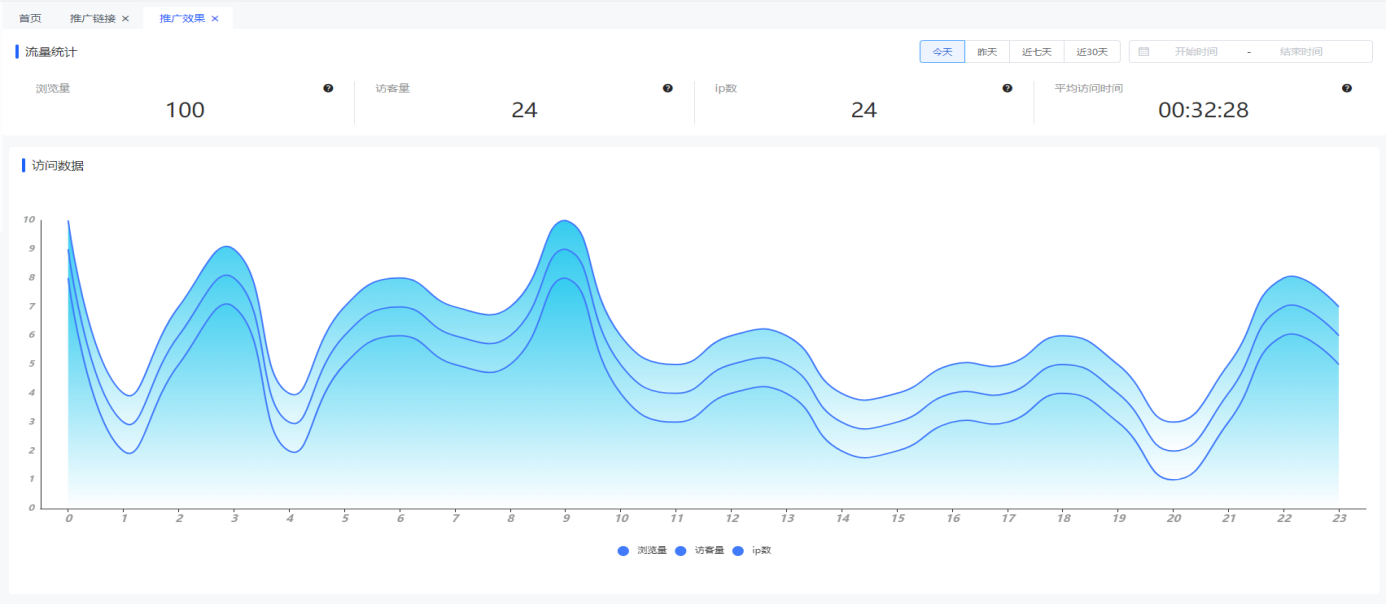 首页 推广链接 × 推广效果 ×
流量统计 今天 昨天 近七天 近30天 开始时间 - 结束时间
浏览量 ? 访客量 ? ip数 ? 平均访问时间 ?
100 24 24 00:32:28
访问数据
10
9
8
7
6
5
4
3
2
1
0
0 1 2 3 4 5 6 7 8 9 10 11 12 13 14 15 16 17 18 19 20 21 22 23
浏览量 访客量 ip数